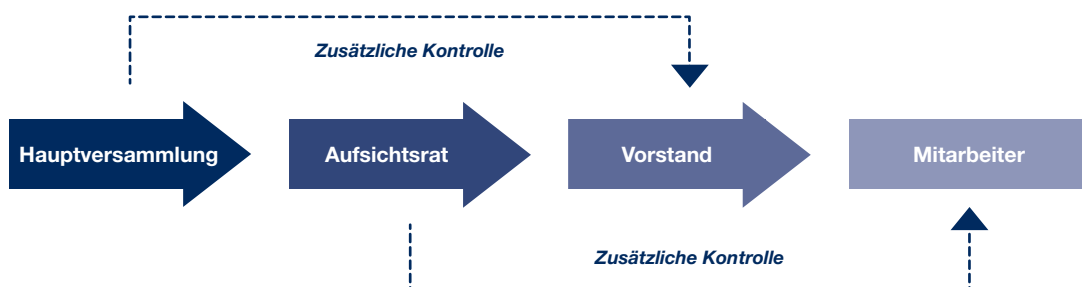 Zusätzliche Kontrolle
Hauptversammlung
Aufsichtsrat
Vorstand
Mitarbeiter
Zusätzliche Kontrolle